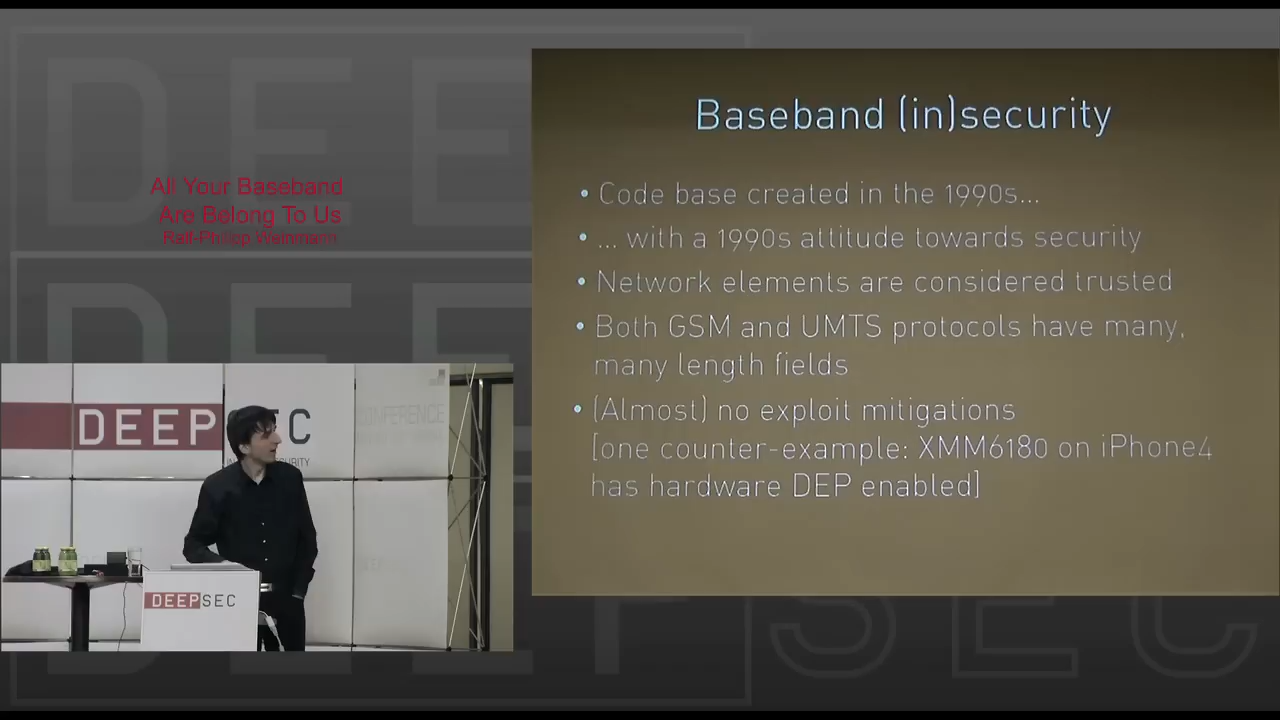 All Your Baseband
Are Belong To Us
Ralf-Philipp Weinmann
Baseband (in)security
• Code base created in the 1990s...
• ... with a 1990s attitude towards security
• Network elements are considered trusted
• Both GSM and UMTS protocols have many,
many length fields
• (Almost) no exploit mitigations
[one counter-example: XMM6180 on iPhone4
has hardware DEP enabled]
DEEPSEC
CONFERENCE
DEEPSEC
DEEPSEC